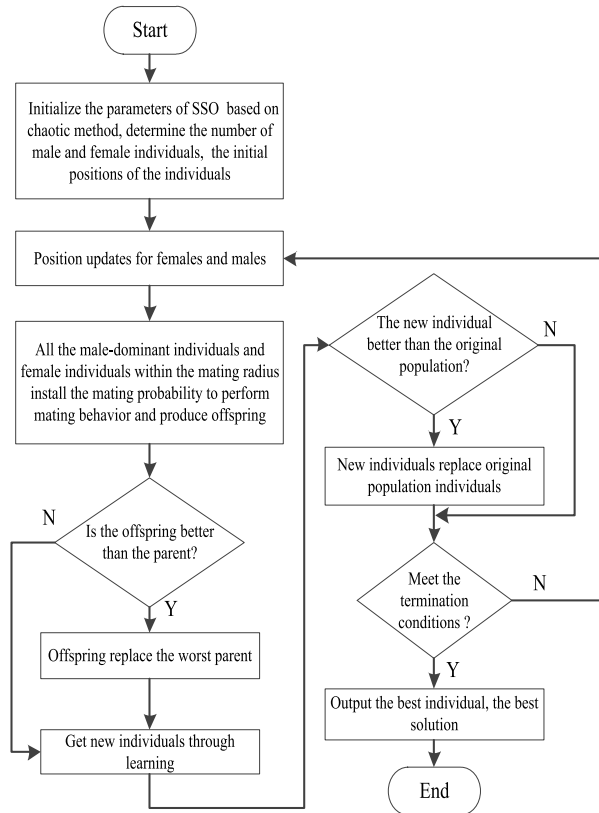 Start
Initialize the parameters of SSO based on
chaotic method, determine the number of
male and female individuals, the initial
positions of the individuals
Position updates for females and males
All the male-dominant individuals and
female individuals within the mating radius
install the mating probability to perform
mating behavior and produce offspring
N
Is the offspring better
than the parent?
Y
Offspring replace the worst parent
Get new individuals through
learning
The new individual
better than the original
population?
N
Y
New individuals replace original
population individuals
Meet the
termination
conditions ?
N
Y
Output the best individual, the best
solution
End